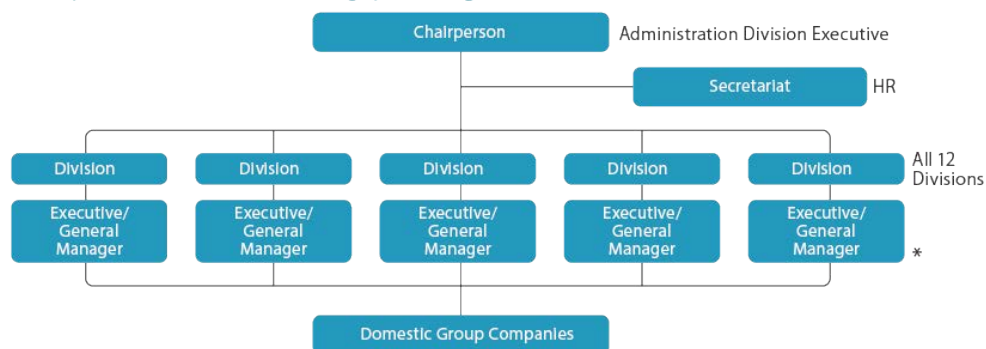 Chairperson
Administration Division Executive
Secretariat
HR
Division
Division
Division
Division
Division
All 12
Divisions
Executive/
General
Manager
Executive/
General
Manager
Executive/
General
Manager
Executive/
General
Manager
Executive/
General
Manager
*
Domestic Group Companies